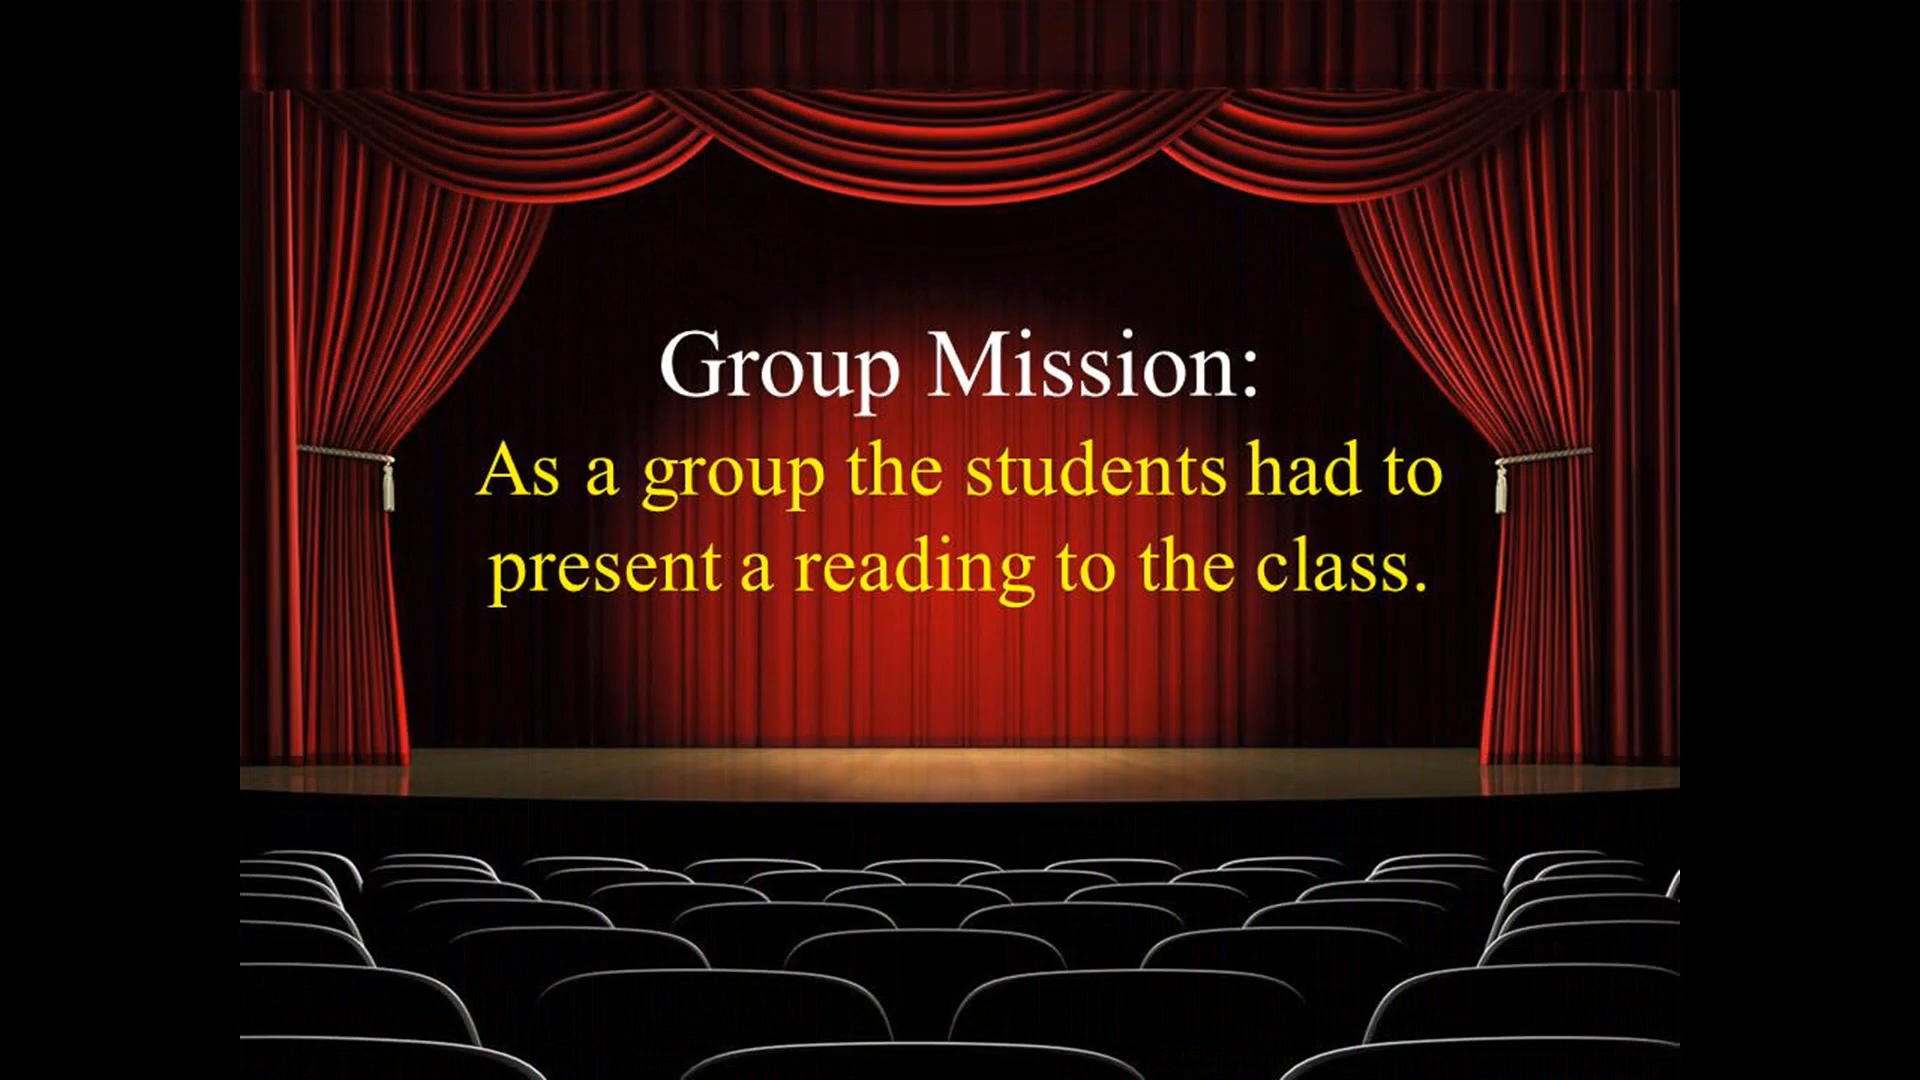 Group Mission:
As a group the students had to
present a reading to the class.